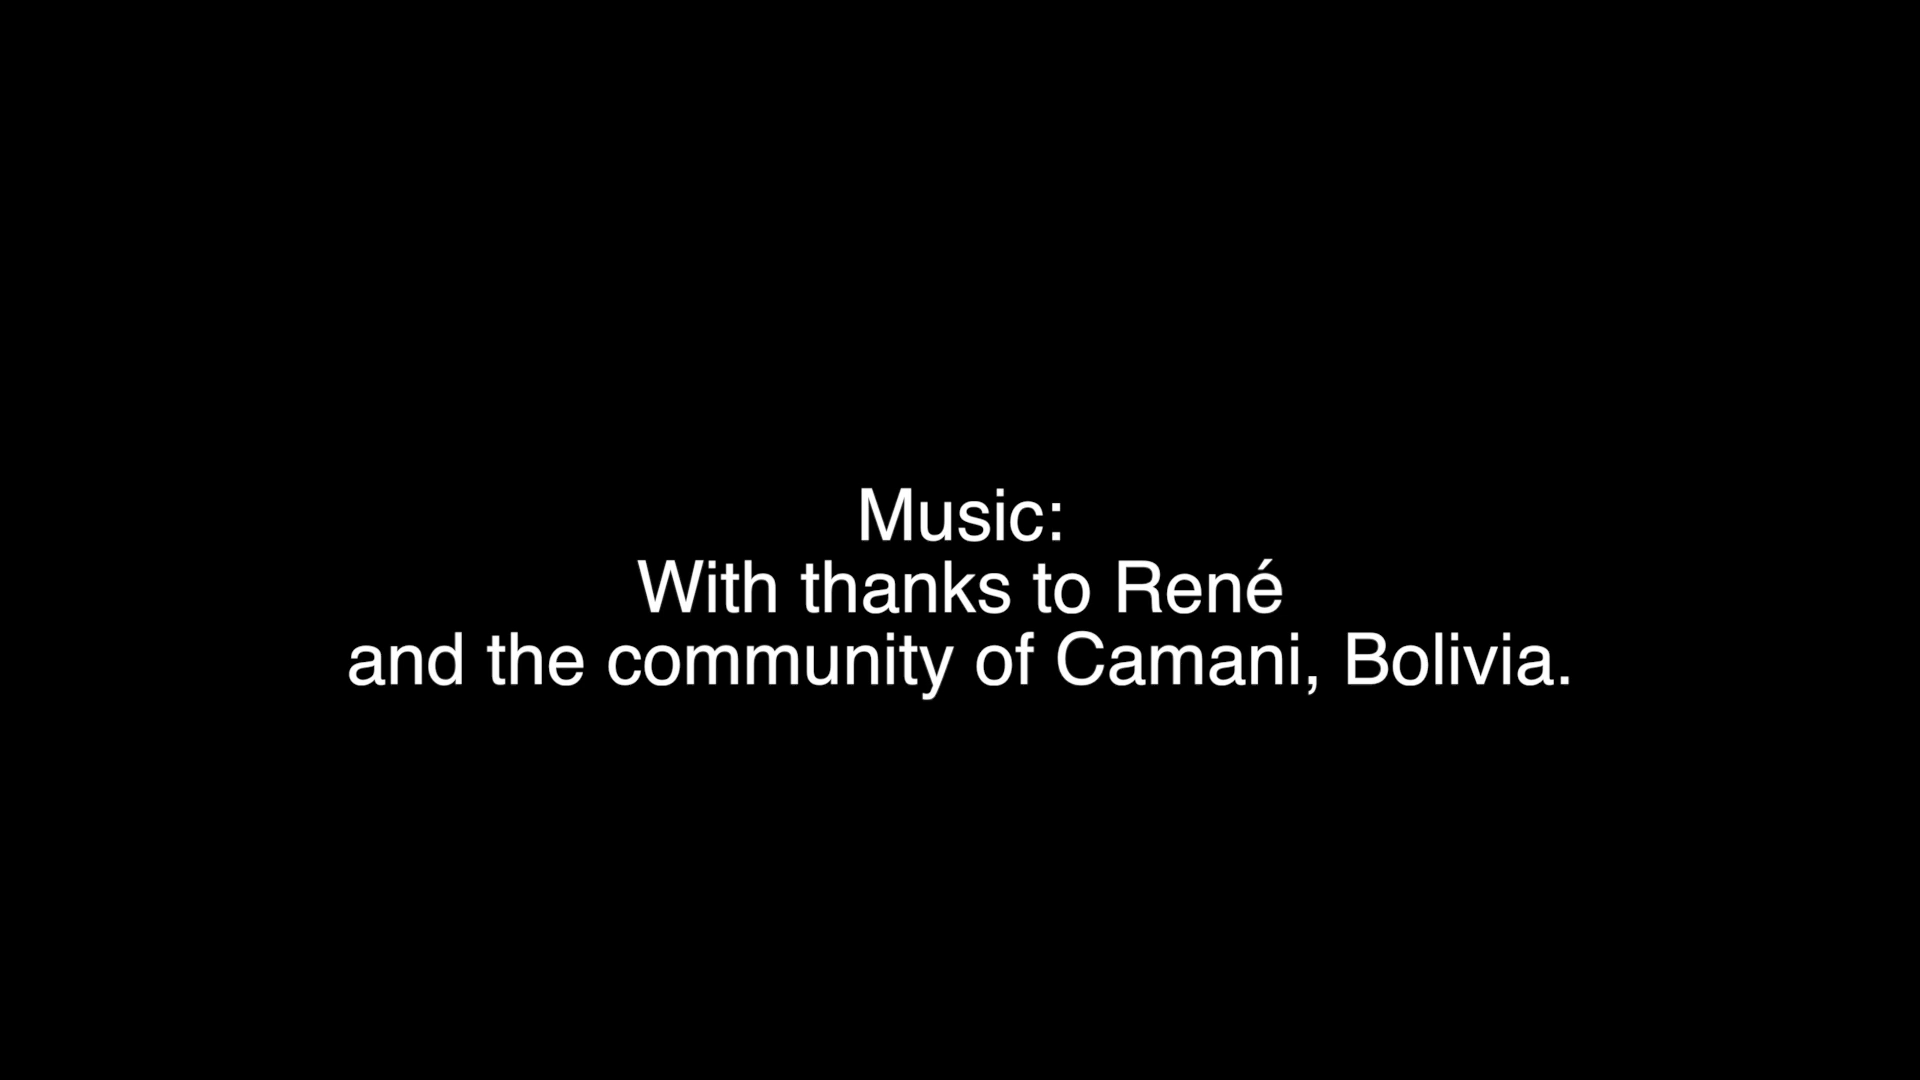 Music:
With thanks to René
and the community of Camani, Bolivia.